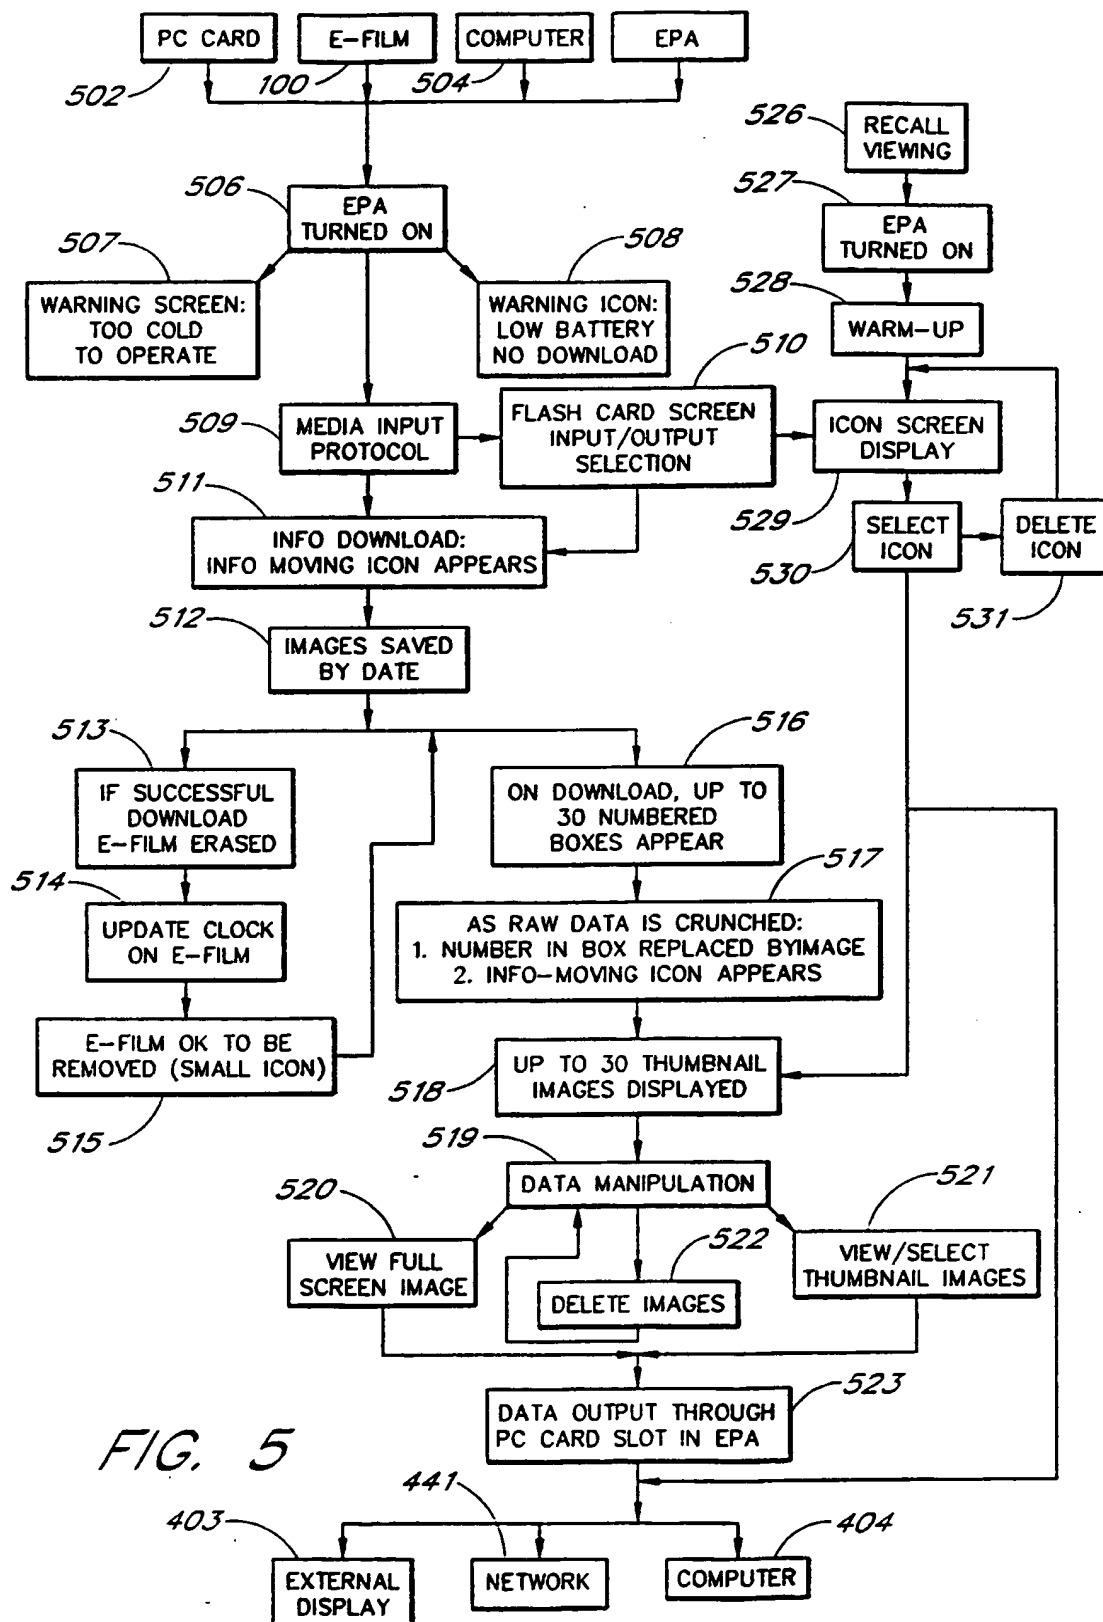 PC CARD
E-FILM
COMPUTER
EPA
502
100
504
526
RECALL
VIEWING
506
527
EPA
TURNED ON
EPA
TURNED ON
507
508
528
WARNING SCREEN:
TOO COLD
TO OPERATE
WARNING ICON:
LOW BATTERY
NO DOWNLOAD
WARM-UP
510
509
MEDIA INPUT
PROTOCOL
FLASH CARD SCREEN
INPUT/OUTPUT
SELECTION
ICON SCREEN
DISPLAY
511
529
INFO DOWNLOAD:
INFO MOVING ICON APPEARS
SELECT
ICON
DELETE
ICON
530
531
512
IMAGES SAVED
BY DATE
513
516
IF SUCCESSFUL
DOWNLOAD
E-FILM ERASED
ON DOWNLOAD, UP TO
30 NUMBERED
BOXES APPEAR
514
517
UPDATE CLOCK
ON E-FILM
AS RAW DATA IS CRUNCHED:
1. NUMBER IN BOX REPLACED BYIMAGE
2. INFO-MOVING ICON APPEARS
E-FILM OK TO BE
REMOVED (SMALL ICON)
515
UP TO 30 THUMBNAIL
IMAGES DISPLAYED
518
519
DATA MANIPULATION
520
521
522
VIEW FULL
SCREEN IMAGE
DELETE IMAGES
VIEW/SELECT
THUMBNAIL IMAGES
523
DATA OUTPUT THROUGH
PC CARD SLOT IN EPA
FIG. 5
403
441
404
EXTERNAL
DISPLAY
NETWORK
COMPUTER